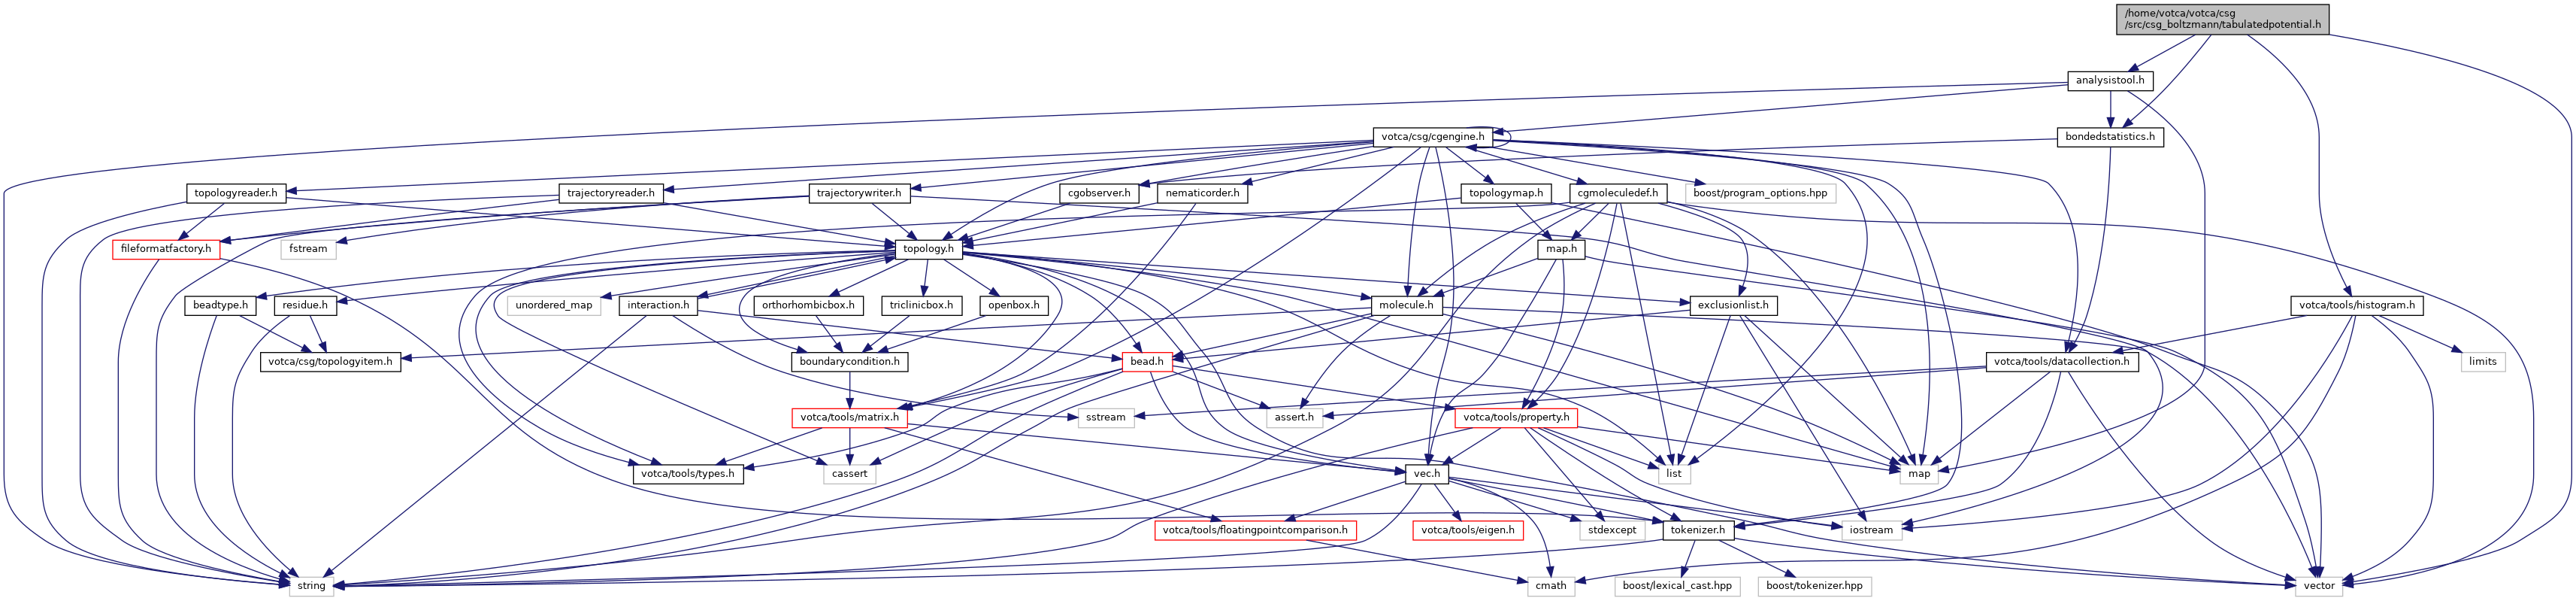 /home/votca/votca/csg
/src/csg_boltzmann/tabulatedpotential.h
analysistool.h
votca/csg/cgengine.h
bondedstatistics.h
topologyreader.h
trajectoryreader.h
trajectorywriter.h
cgobserver.h
nematicorder.h
topologymap.h
cgmoleculedef.h
boost/program_options.hpp
fileformatfactory.h
fstream
topology.h
map.h
beadtype.h
residue.h
unordered_map
interaction.h
orthorhombicbox.h
triclinicbox.h
openbox.h
molecule.h
exclusionlist.h
votca/tools/histogram.h
votca/csg/topologyitem.h
boundarycondition.h
bead.h
votca/tools/datacollection.h
limits
votca/tools/matrix.h
sstream
assert.h
votca/tools/property.h
votca/tools/types.h
cassert
vec.h
list
map
votca/tools/floatingpointcomparison.h
votca/tools/eigen.h
stdexcept
tokenizer.h
iostream
string
cmath
boost/lexical_cast.hpp
boost/tokenizer.hpp
vector